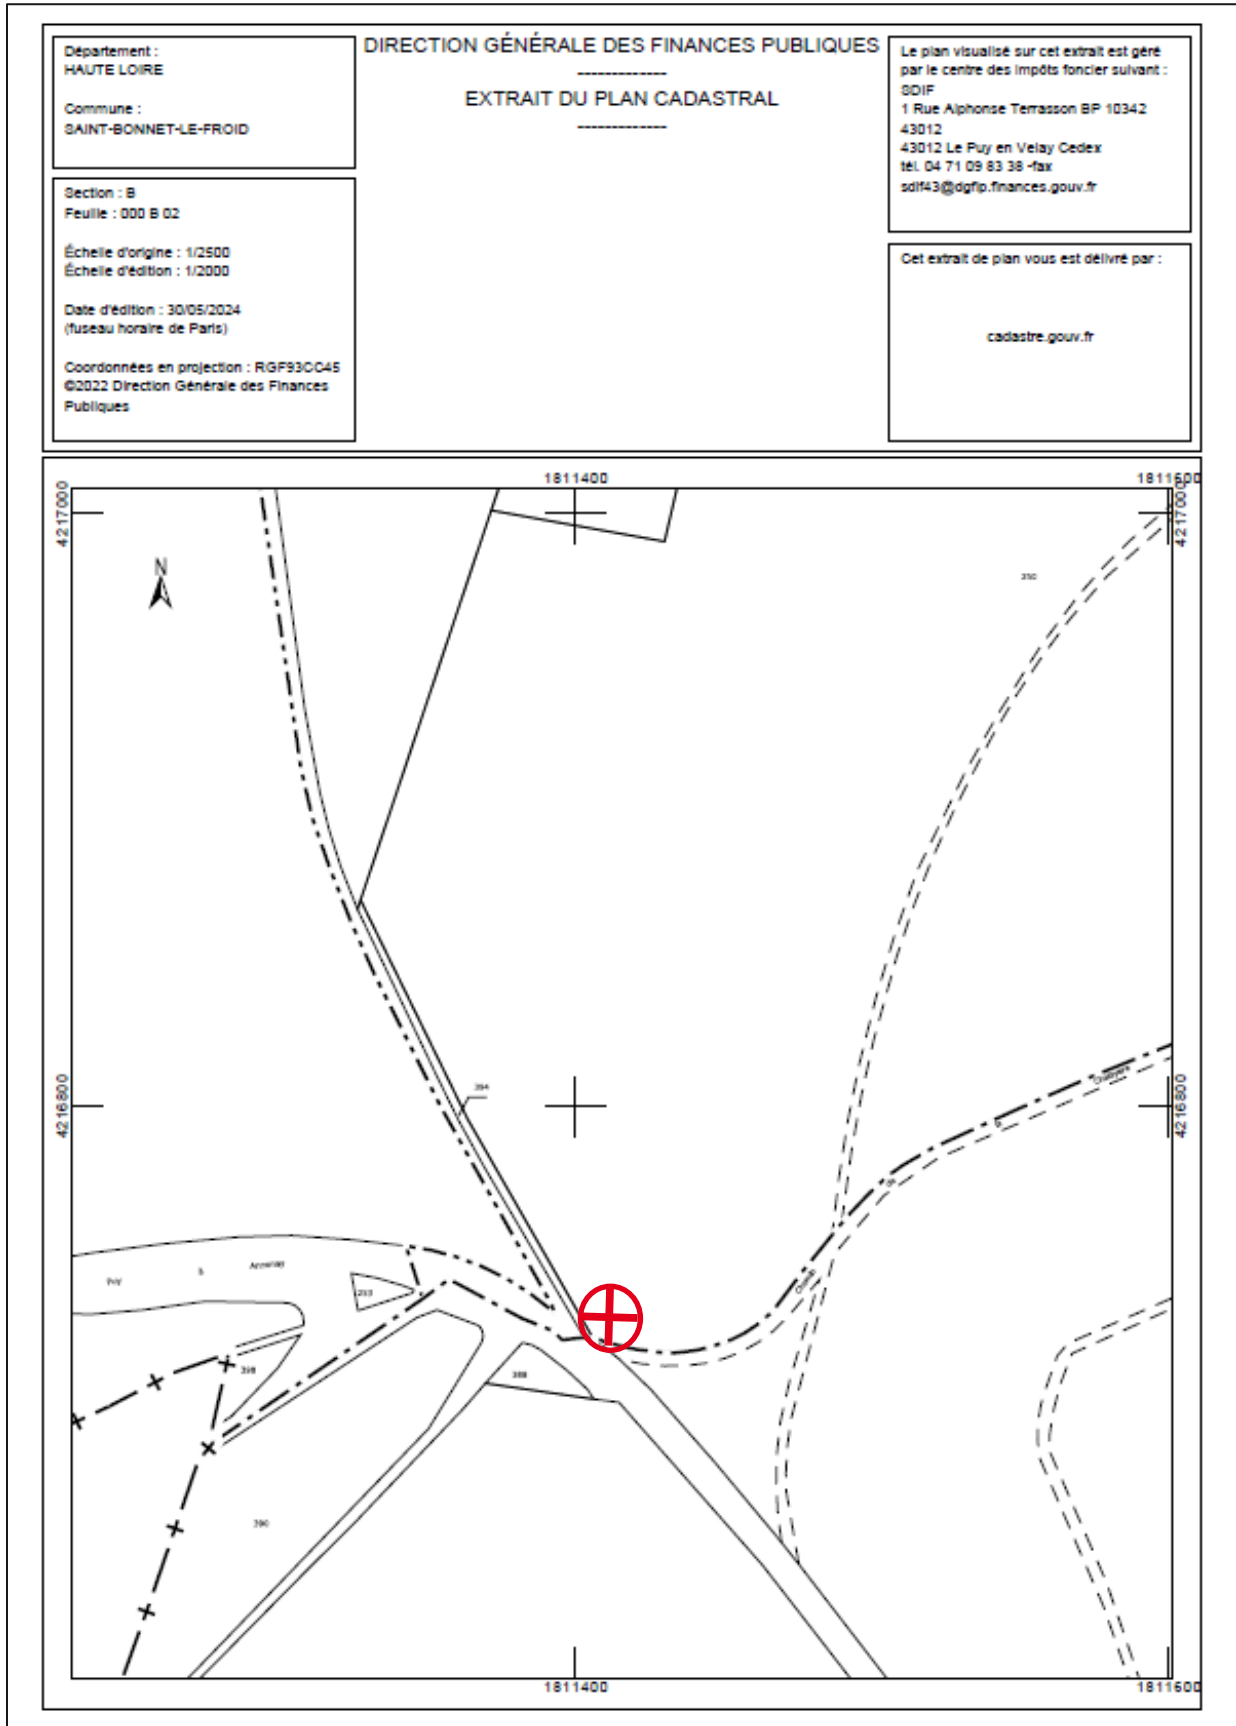 Département :
HAUTE LOIRE
Commune :
SAINT-BONNET-LE-FROID
Section : B
Feuille : 000 B 02
Échelle d'origine : 1/2500
Échelle d'édition : 1/2000
Date d'édition : 30/05/2024
(fuseau horaire de Paris)
Coordonnées en projection : RGF93CC45
©2022 Direction Générale des Finances
Publiques
DIRECTION GÉNÉRALE DES FINANCES PUBLIQUES
-------------
EXTRAIT DU PLAN CADASTRAL
-------------
Le plan visualisé sur cet extrait est géré
par le centre des impôts foncier suivant :
SDIF
1 Rue Alphonse Terrasson BP 10342
43012
43012 Le Puy en Velay Cedex
tél. 04 71 09 83 38 -fax
sdif43@dgfip.finances.gouv.fr
Cet extrait de plan vous est délivré par :
cadastre.gouv.fr
1811400
1811600
4217000
4217000
N
350
394
4216800
4216800
Chemin
de
Puy
à
Annonay
253
398
388
390
1811400
1811600